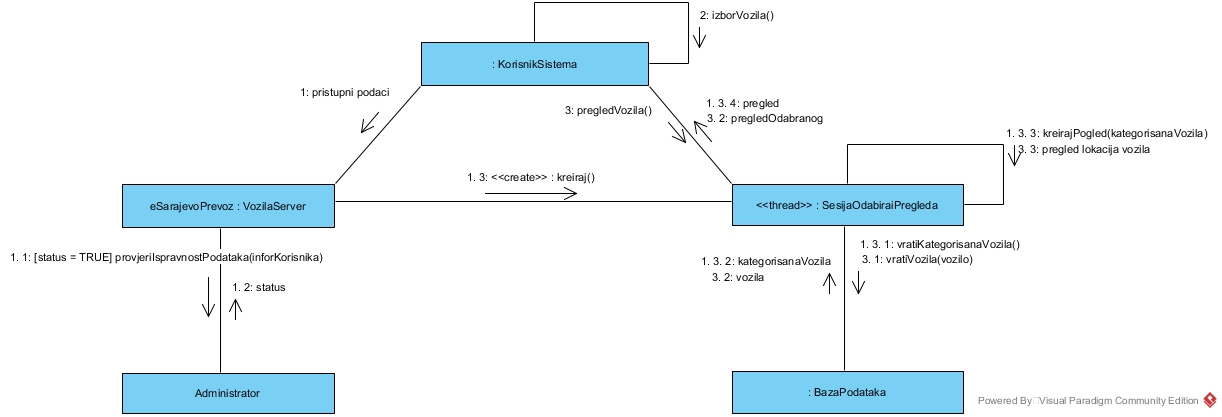 2: izborVozila()
: KorisnikSistema
1: pristupni podaci
3: pregledVozila()
1. 3. 4: pregled
3. 2: pregledOdabranog
1. 3. 3: kreirajPogled(kategorisanaVozila)
3. 3: pregled lokacija vozila
1. 3: <<create>> : kreiraj()
eSarajevoPrevoz : VozilaServer
<<thread>> : SesijaOdabiraiPregleda
1. 1: [status = TRUE] provjeriIspravnostPodataka(inforKorisnika)
1. 2: status
1. 3. 2: kategorisanaVozila
3. 2: vozila
1. 3. 1: vratiKategorisanaVozila()
3. 1: vratiVozila(vozilo)
Administrator
: BazaPodataka
Powered By Visual Paradigm Community Edition